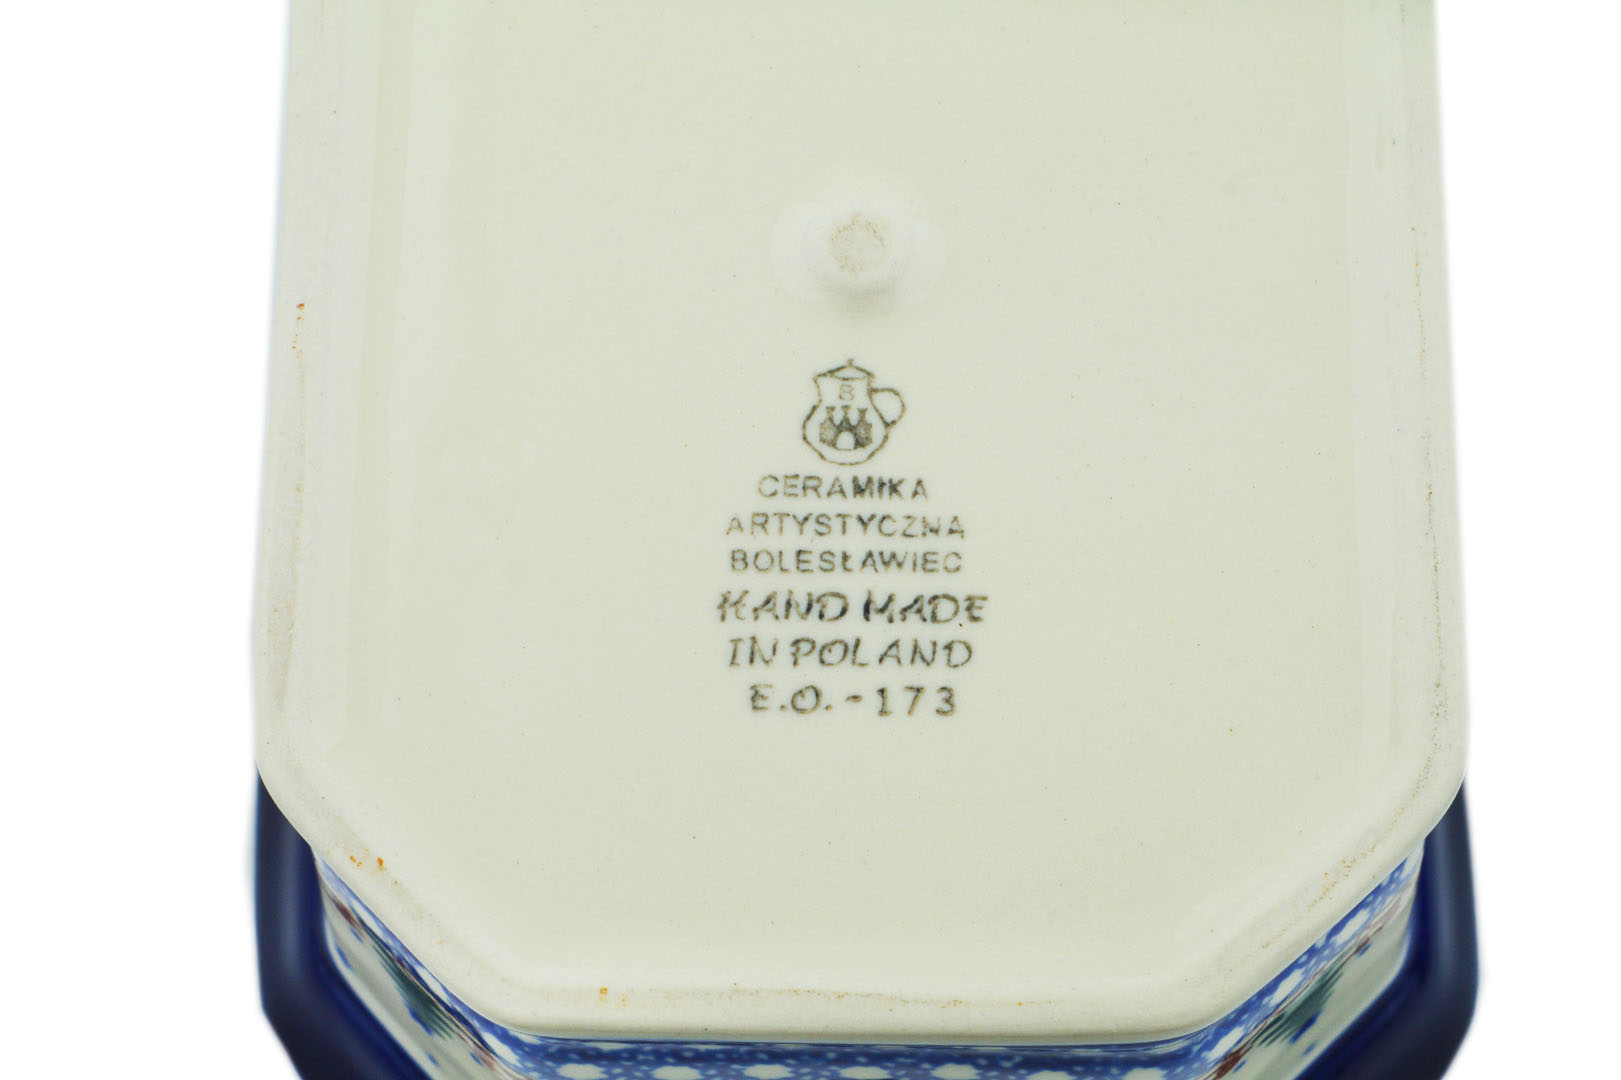 B
CERAMIKA
ARTYSTYCZNA
BOLESŁAWIEC
HAND MADE
IN POLAND
E.O.-173